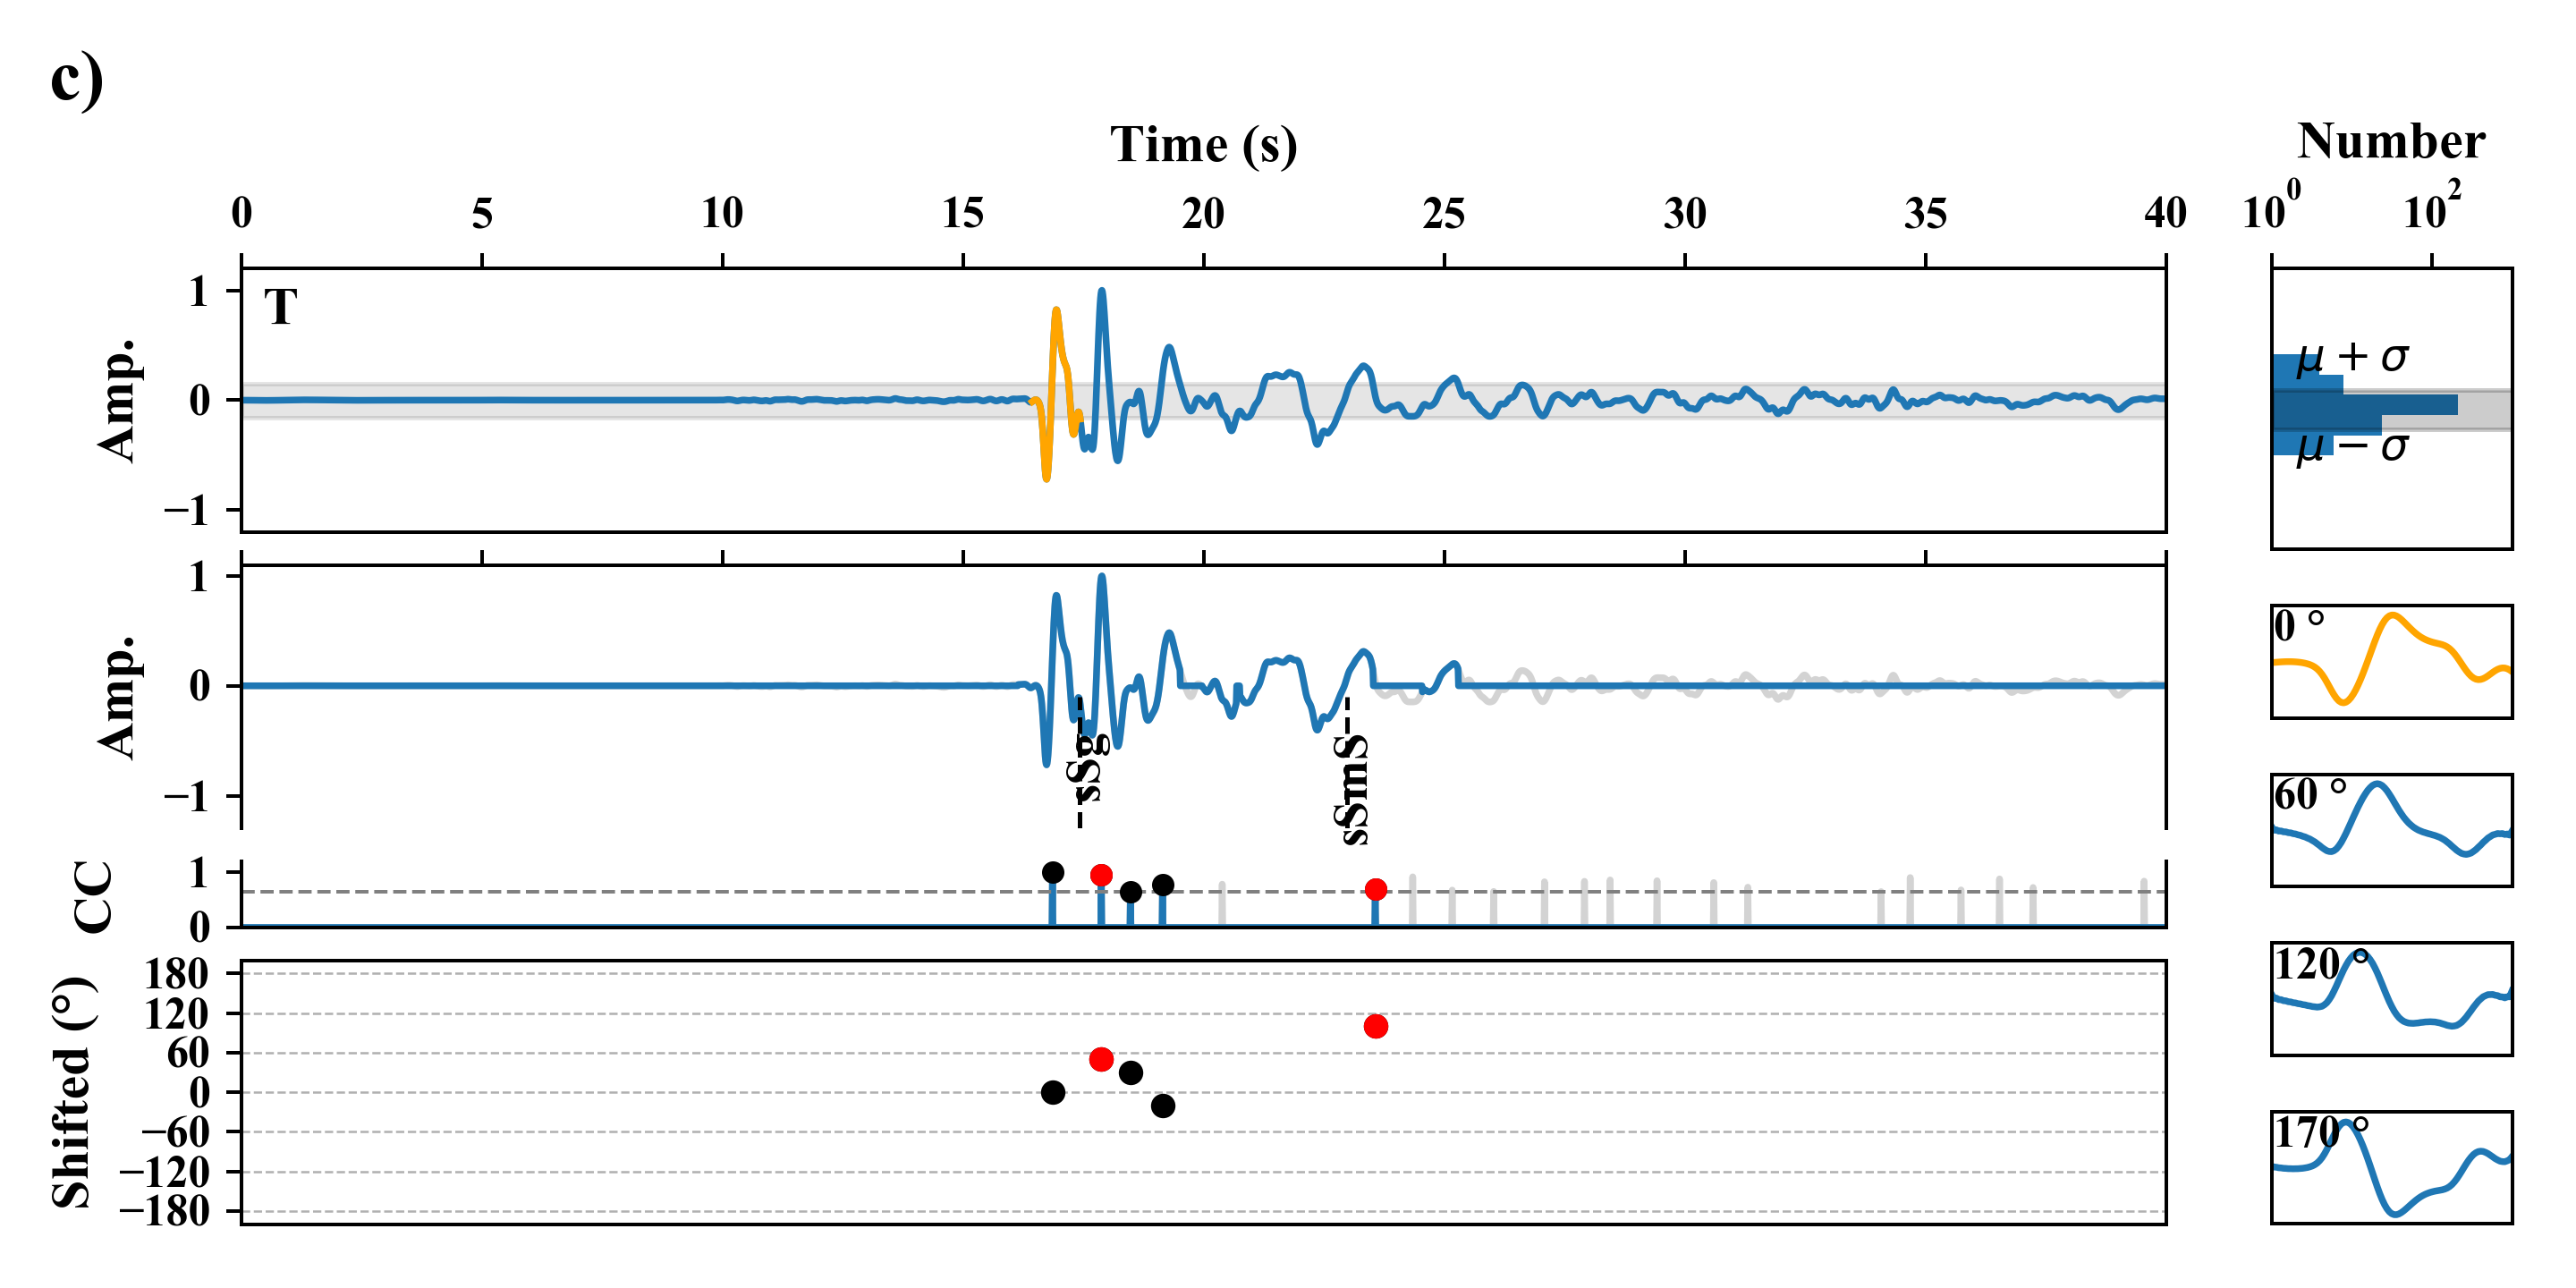 c)
Time (s)
Number
0 5 10 15 20 25 30 35 40
10^0 10^2
T
Amp.
1
0
−1
μ + σ
μ − σ
Amp.
1
0
−1
sSg
sSmS
CC
1
0
Shifted (°)
180
120
60
0
−60
−120
−180
0 °
60 °
120 °
170 °